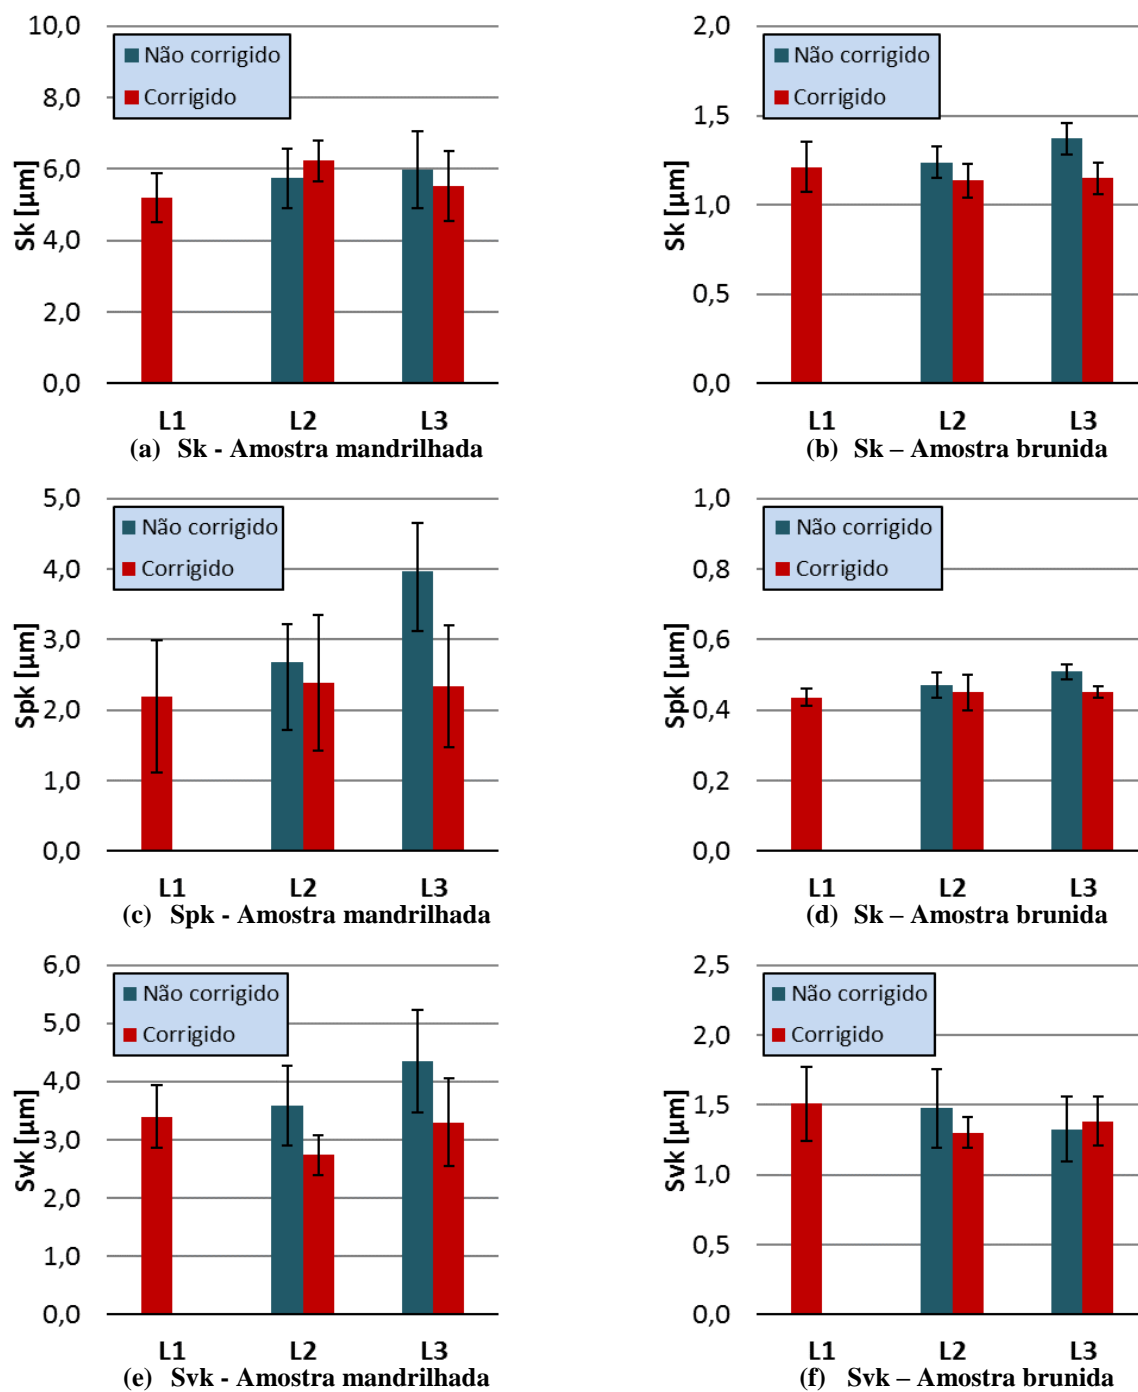 10,0
8,0
6,0
4,0
2,0
0,0
Sk [µm]
Não corrigido
Corrigido
L1 L2 L3
(a) Sk - Amostra mandrilhada
2,0
1,5
1,0
0,5
0,0
Sk [µm]
Não corrigido
Corrigido
L1 L2 L3
(b) Sk – Amostra brunida
5,0
4,0
3,0
2,0
1,0
0,0
Spk [µm]
Não corrigido
Corrigido
L1 L2 L3
(c) Spk - Amostra mandrilhada
1,0
0,8
0,6
0,4
0,2
0,0
Spk [µm]
Não corrigido
Corrigido
L1 L2 L3
(d) Sk – Amostra brunida
6,0
5,0
4,0
3,0
2,0
1,0
0,0
Svk [µm]
Não corrigido
Corrigido
L1 L2 L3
(e) Svk - Amostra mandrilhada
2,5
2,0
1,5
1,0
0,5
0,0
Svk [µm]
Não corrigido
Corrigido
L1 L2 L3
(f) Svk – Amostra brunida